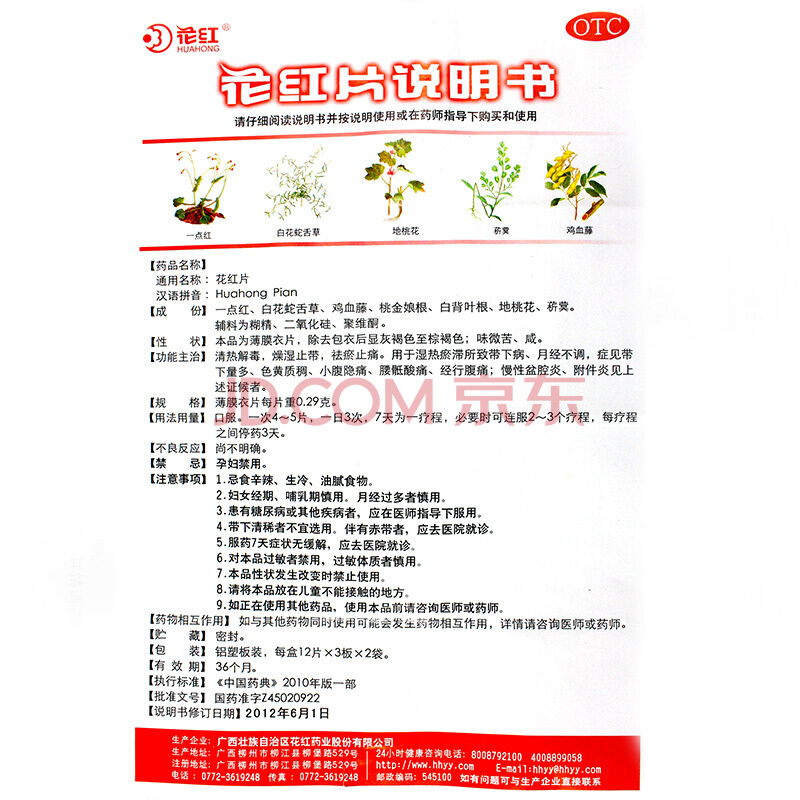 花红®
HUAHONG
OTC
花红片说明书
请仔细阅读说明书并按说明使用或在药师指导下购买和使用
一点红 白花蛇舌草 地桃花 菥蓂 鸡血藤
【药品名称】
通用名称：花红片
汉语拼音：Huahong Pian
【成 份】一点红、白花蛇舌草、鸡血藤、桃金娘根、白背叶根、地桃花、菥蓂。
辅料为糊精、二氧化硅、聚维酮。
【性 状】本品为薄膜衣片，除去包衣后显灰褐色至棕褐色；味微苦、咸。
【功能主治】清热解毒，燥湿止带，祛瘀止痛。用于湿热瘀滞所致带下病、月经不调，症见带
下量多、色黄质稠、小腹隐痛、腰骶酸痛、经行腹痛；慢性盆腔炎、附件炎见上
述证候者。
JD.COM 京东
【规 格】薄膜衣片每片重0.29克。
【用法用量】口服。一次4～5片，一日3次，7天为一疗程，必要时可连服2～3个疗程，每疗程
之间停药3天。
【不良反应】尚不明确。
【禁 忌】孕妇禁用。
【注意事项】1.忌食辛辣、生冷、油腻食物。
2.妇女经期、哺乳期慎用。月经过多者慎用。
3.患有糖尿病或其他疾病者，应在医师指导下服用。
4.带下清稀者不宜选用。伴有赤带者，应去医院就诊。
5.服药7天症状无缓解，应去医院就诊。
6.对本品过敏者禁用，过敏体质者慎用。
7.本品性状发生改变时禁止使用。
8.请将本品放在儿童不能接触的地方。
9.如正在使用其他药品，使用本品前请咨询医师或药师。
【药物相互作用】如与其他药物同时使用可能会发生药物相互作用，详情请咨询医师或药师。
【贮 藏】密封。
【包 装】铝塑板装，每盒12片×3板×2袋。
【有 效 期】36个月。
【执行标准】《中国药典》2010年版一部
【批准文号】国药准字Z45020922
【说明书修订日期】2012年6月1日
生产企业：广西壮族自治区花红药业股份有限公司
生产地址：广西柳州市柳江县柳堡路529号 24小时健康咨询电话：8008792100 4008899058
注册地址：广西柳州市柳江县柳堡路529号 http://www.hhyy.com E-mail:hhyy@hhyy.com
电话：0772-3619248 传真：0772-3619248 邮政编码：545100 如有问题可与生产企业直接联系